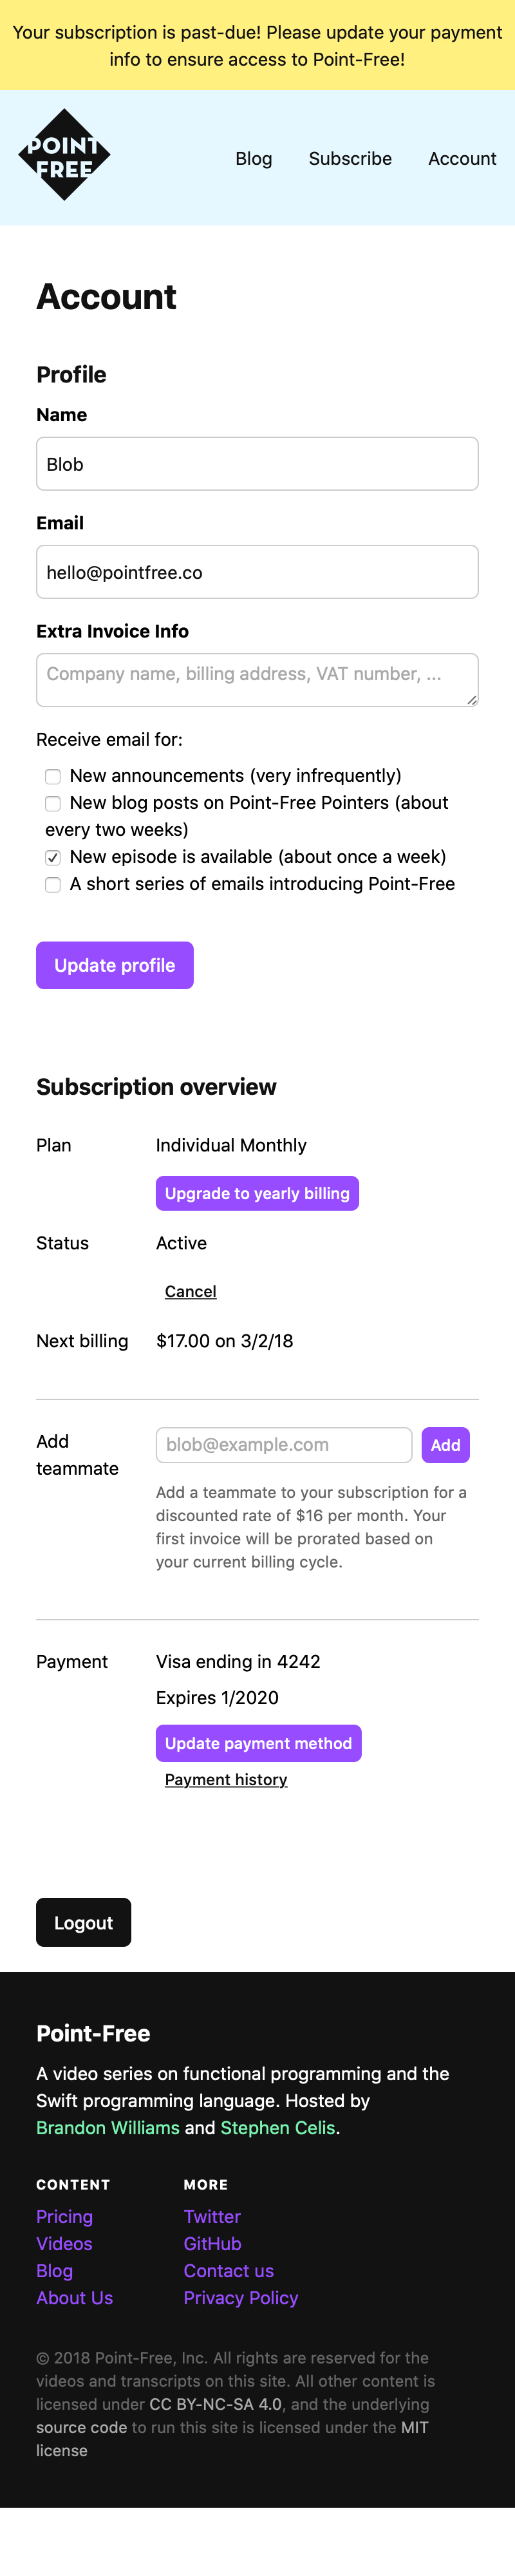 Your subscription is past-due! Please update your payment
info to ensure access to Point-Free!
POINT
FREE
Blog Subscribe Account
Account
Profile
Name
Blob
Email
hello@pointfree.co
Extra Invoice Info
Company name, billing address, VAT number, ...
Receive email for:
New announcements (very infrequently)
New blog posts on Point-Free Pointers (about
every two weeks)
New episode is available (about once a week)
A short series of emails introducing Point-Free
Update profile
Subscription overview
Plan Individual Monthly
Upgrade to yearly billing
Status Active
Cancel
Next billing $17.00 on 3/2/18
Add
teammate
blob@example.com Add
Add a teammate to your subscription for a
discounted rate of $16 per month. Your
first invoice will be prorated based on
your current billing cycle.
Payment Visa ending in 4242
Expires 1/2020
Update payment method
Payment history
Logout
Point-Free
A video series on functional programming and the
Swift programming language. Hosted by
Brandon Williams and Stephen Celis.
CONTENT
Pricing
Videos
Blog
About Us
MORE
Twitter
GitHub
Contact us
Privacy Policy
© 2018 Point-Free, Inc. All rights are reserved for the
videos and transcripts on this site. All other content is
licensed under CC BY-NC-SA 4.0, and the underlying
source code to run this site is licensed under the MIT
license